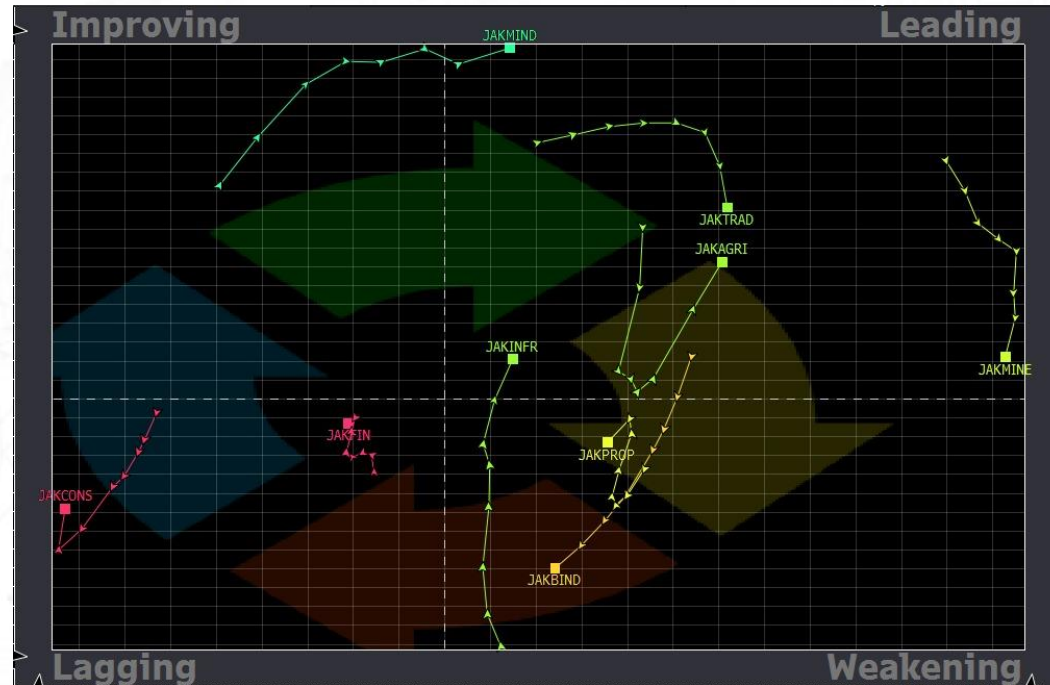 Improving
Leading
JAKMIND
JAKTRAD
JAKAGRI
JAKINFR
JAKMINE
JAKFIN
JAKPROP
JAKCONS
JAKBIND
Lagging
Weakening